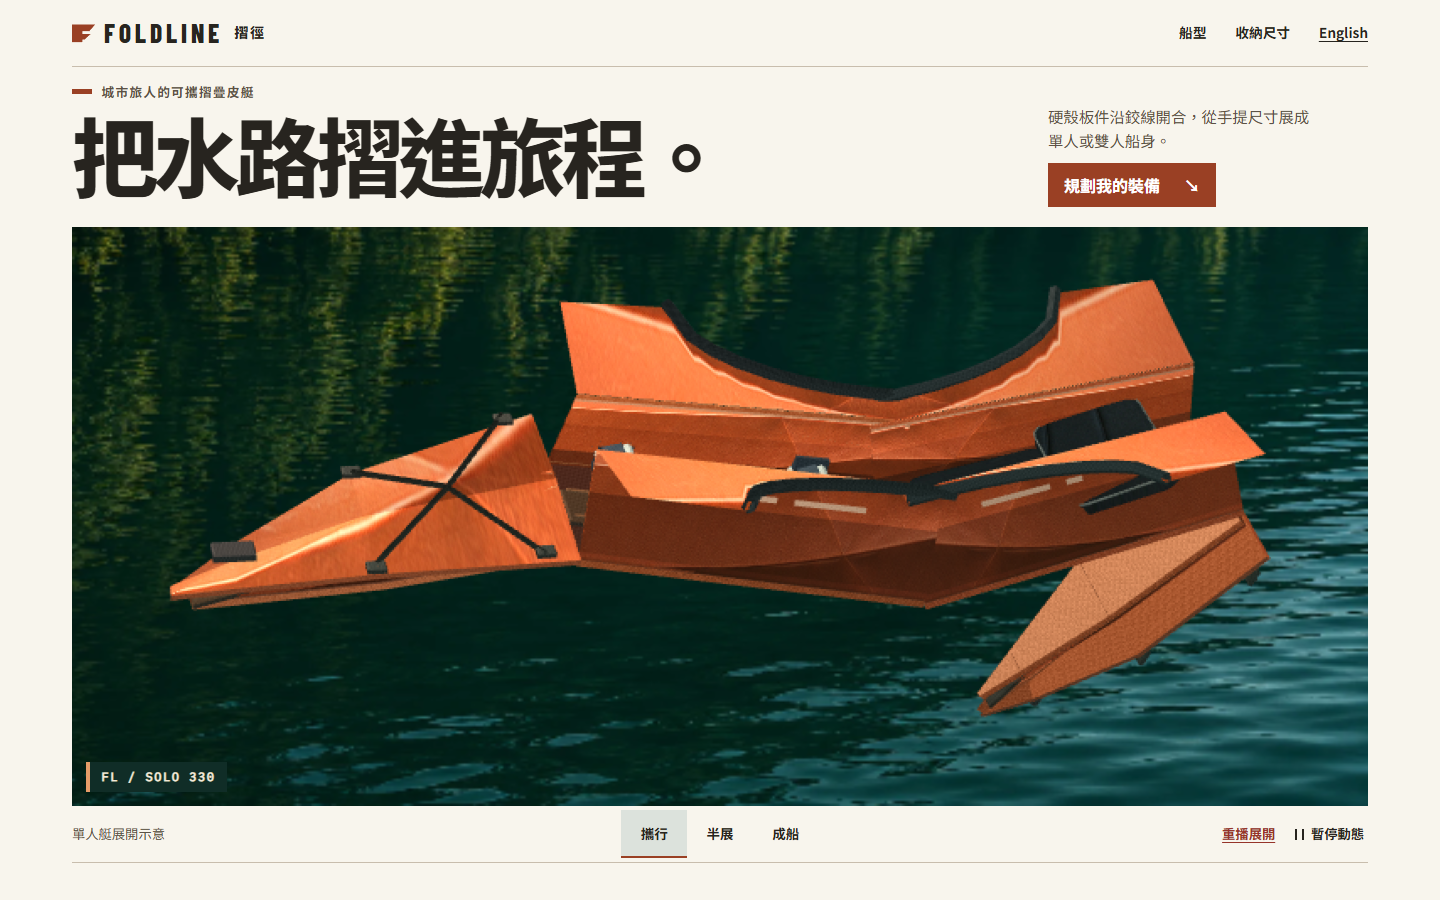 FOLDLINE 摺徑
船型 收納尺寸 English
城市旅人的可攜摺疊皮艇
把水路摺進旅程。
硬殼板件沿鉸線開合，從手提尺寸展成
單人或雙人船身。
規劃我的裝備 ↘
FL / SOLO 330
單人艇展開示意
攜行 半展 成船
重播展開 暫停動態